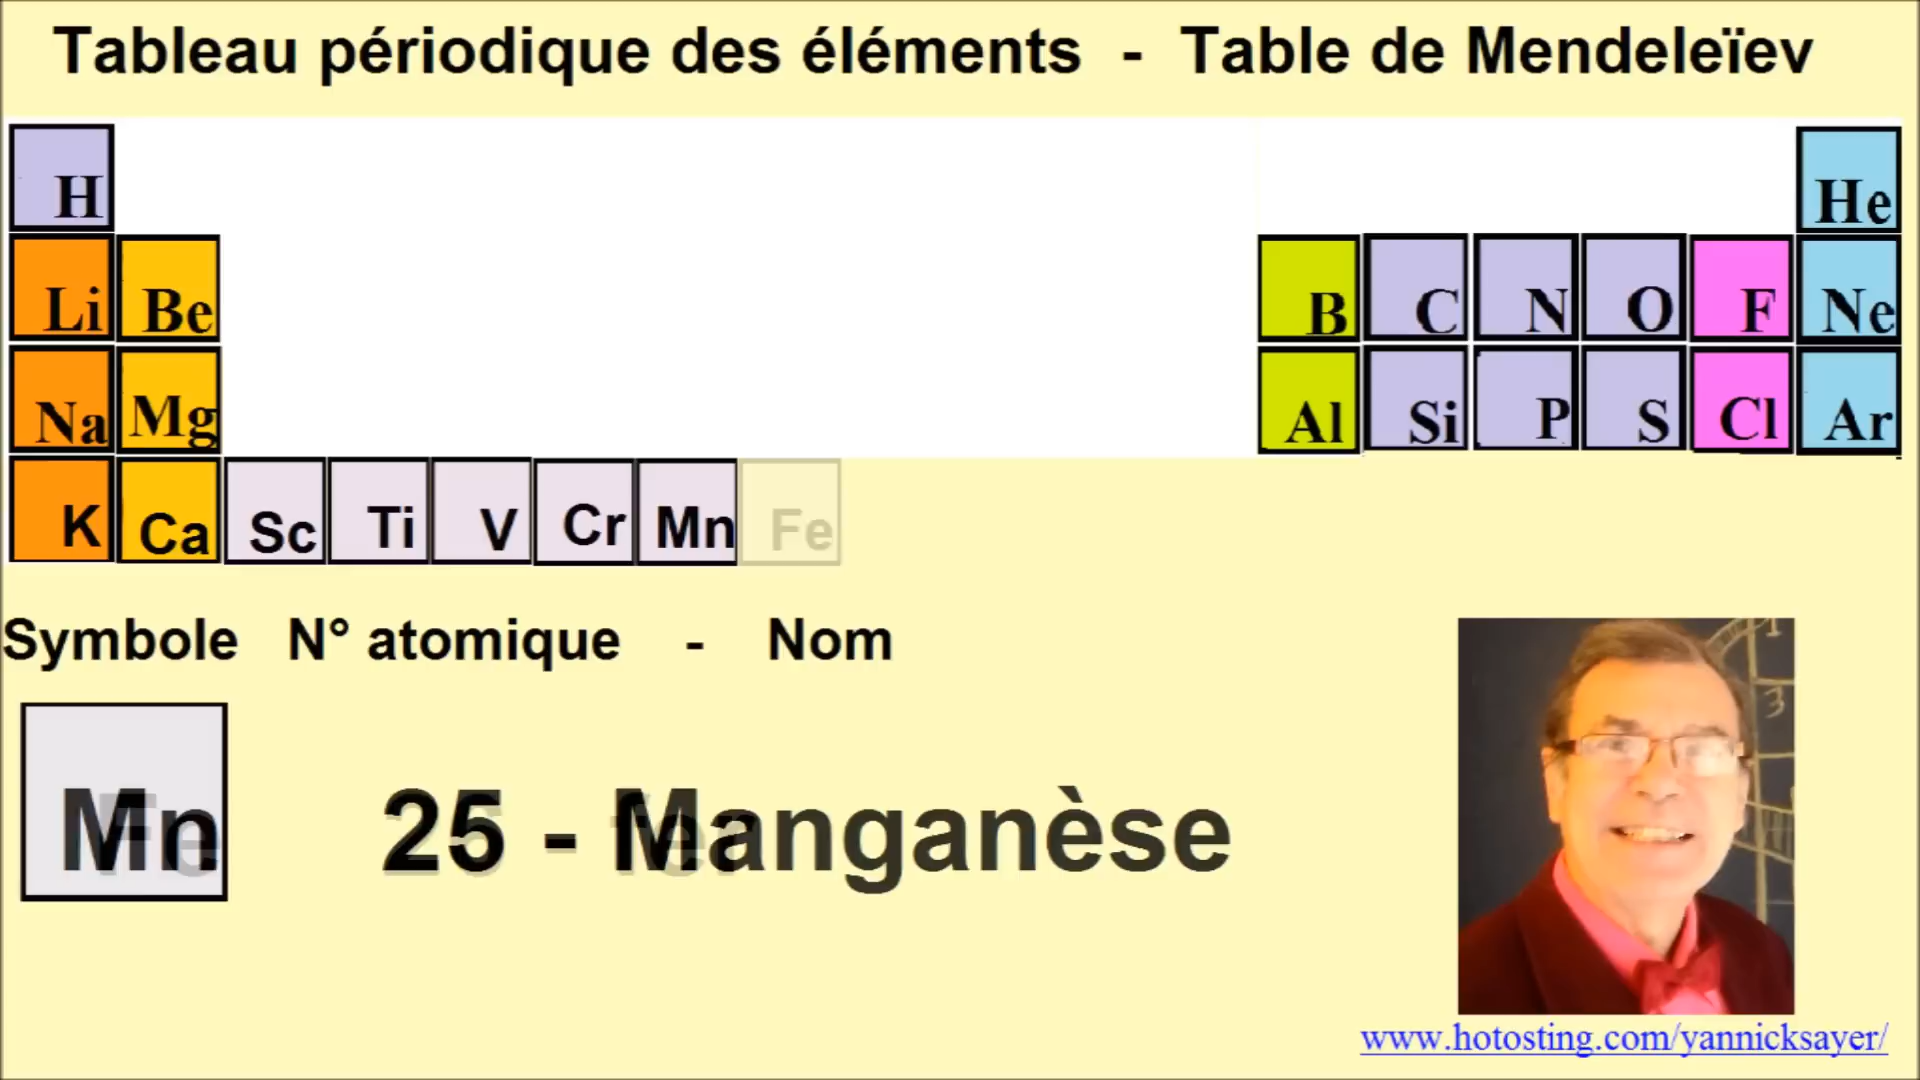 Tableau périodique des éléments - Table de Mendeleïev
H He
Li Be B C N O F Ne
Na Mg Al Si P S Cl Ar
K Ca Sc Ti V Cr Mn Fe
Symbole N° atomique - Nom
Mn 25 - Manganèse
www.hotosting.com/yannicksayer/